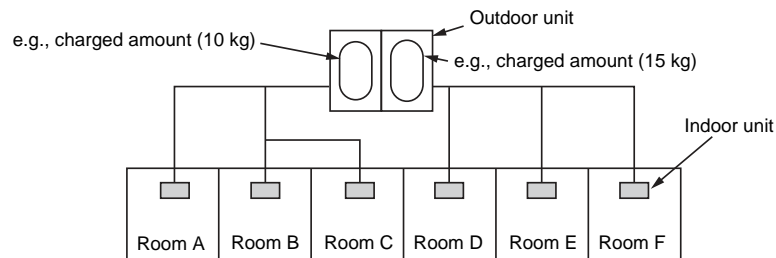 Outdoor unit
e.g., charged amount (10 kg)
e.g., charged amount (15 kg)
Indoor unit
Room A Room B Room C Room D Room E Room F